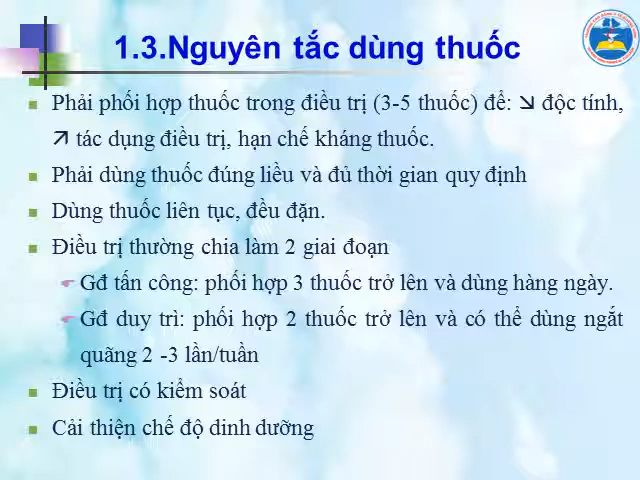 1.3.Nguyên tắc dùng thuốc
Phải phối hợp thuốc trong điều trị (3-5 thuốc) để: ↘ độc tính,
↗ tác dụng điều trị, hạn chế kháng thuốc.
Phải dùng thuốc đúng liều và đủ thời gian quy định
Dùng thuốc liên tục, đều đặn.
Điều trị thường chia làm 2 giai đoạn
Gđ tấn công: phối hợp 3 thuốc trở lên và dùng hàng ngày.
Gđ duy trì: phối hợp 2 thuốc trở lên và có thể dùng ngắt
quãng 2 -3 lần/tuần
Điều trị có kiểm soát
Cải thiện chế độ dinh dưỡng